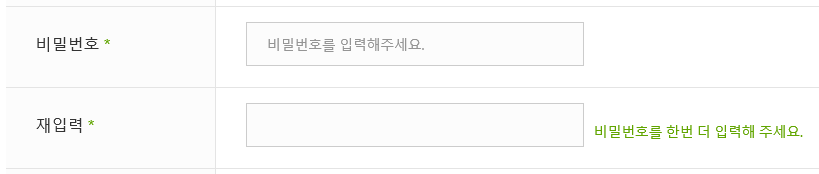 비밀번호 *
비밀번호를 입력해주세요.
재입력 *
비밀번호를 한번 더 입력해 주세요.